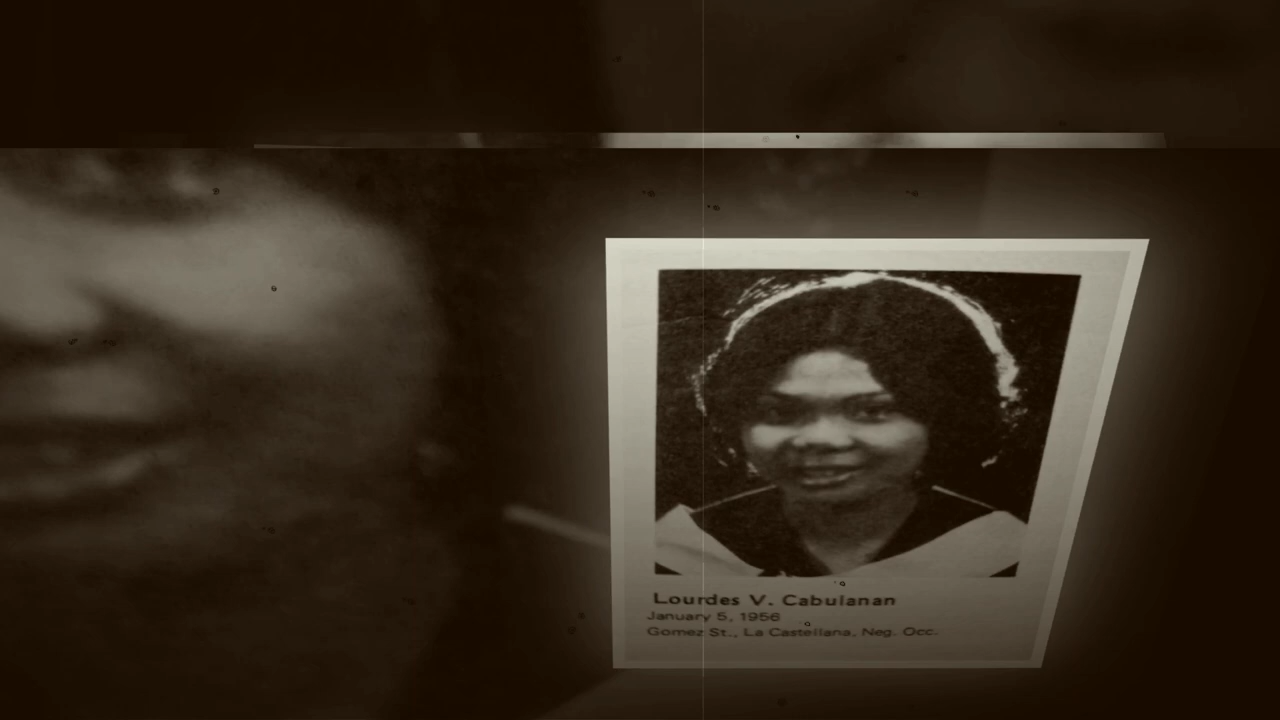 Lourdes V. Cabulanan
January 5, 1956
Gomez St., La Castellana, Neg. Occ.